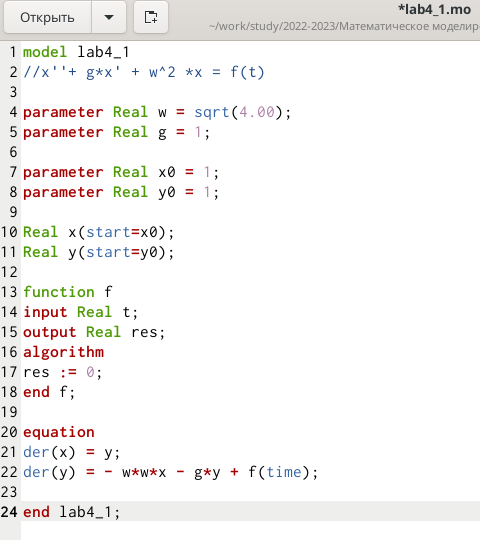 Открыть
*lab4_1.mo
~/work/study/2022-2023/Математическое моделир
1 model lab4_1
2 //x''+ g*x' + w^2 *x = f(t)
3
4 parameter Real w = sqrt(4.00);
5 parameter Real g = 1;
6
7 parameter Real x0 = 1;
8 parameter Real y0 = 1;
9
10 Real x(start=x0);
11 Real y(start=y0);
12
13 function f
14 input Real t;
15 output Real res;
16 algorithm
17 res := 0;
18 end f;
19
20 equation
21 der(x) = y;
22 der(y) = - w*w*x - g*y + f(time);
23
24 end lab4_1;